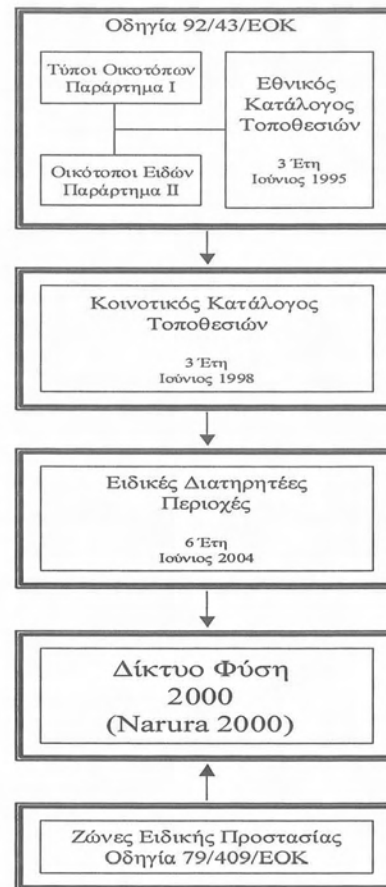 Οδηγία 92/43/ΕΟΚ
Τύποι Οικοτόπων
Παράρτημα Ι
Οικότοποι Ειδών
Παράρτημα ΙΙ
Εθνικός
Κατάλογος
Τοποθεσιών
3 Έτη
Ιούνιος 1995
Κοινοτικός Κατάλογος
Τοποθεσιών
3 Έτη
Ιούνιος 1998
Ειδικές Διατηρητέες
Περιοχές
6 Έτη
Ιούνιος 2004
Δίκτυο Φύση
2000
(Narura 2000)
Ζώνες Ειδικής Προστασίας
Οδηγία 79/409/ΕΟΚ